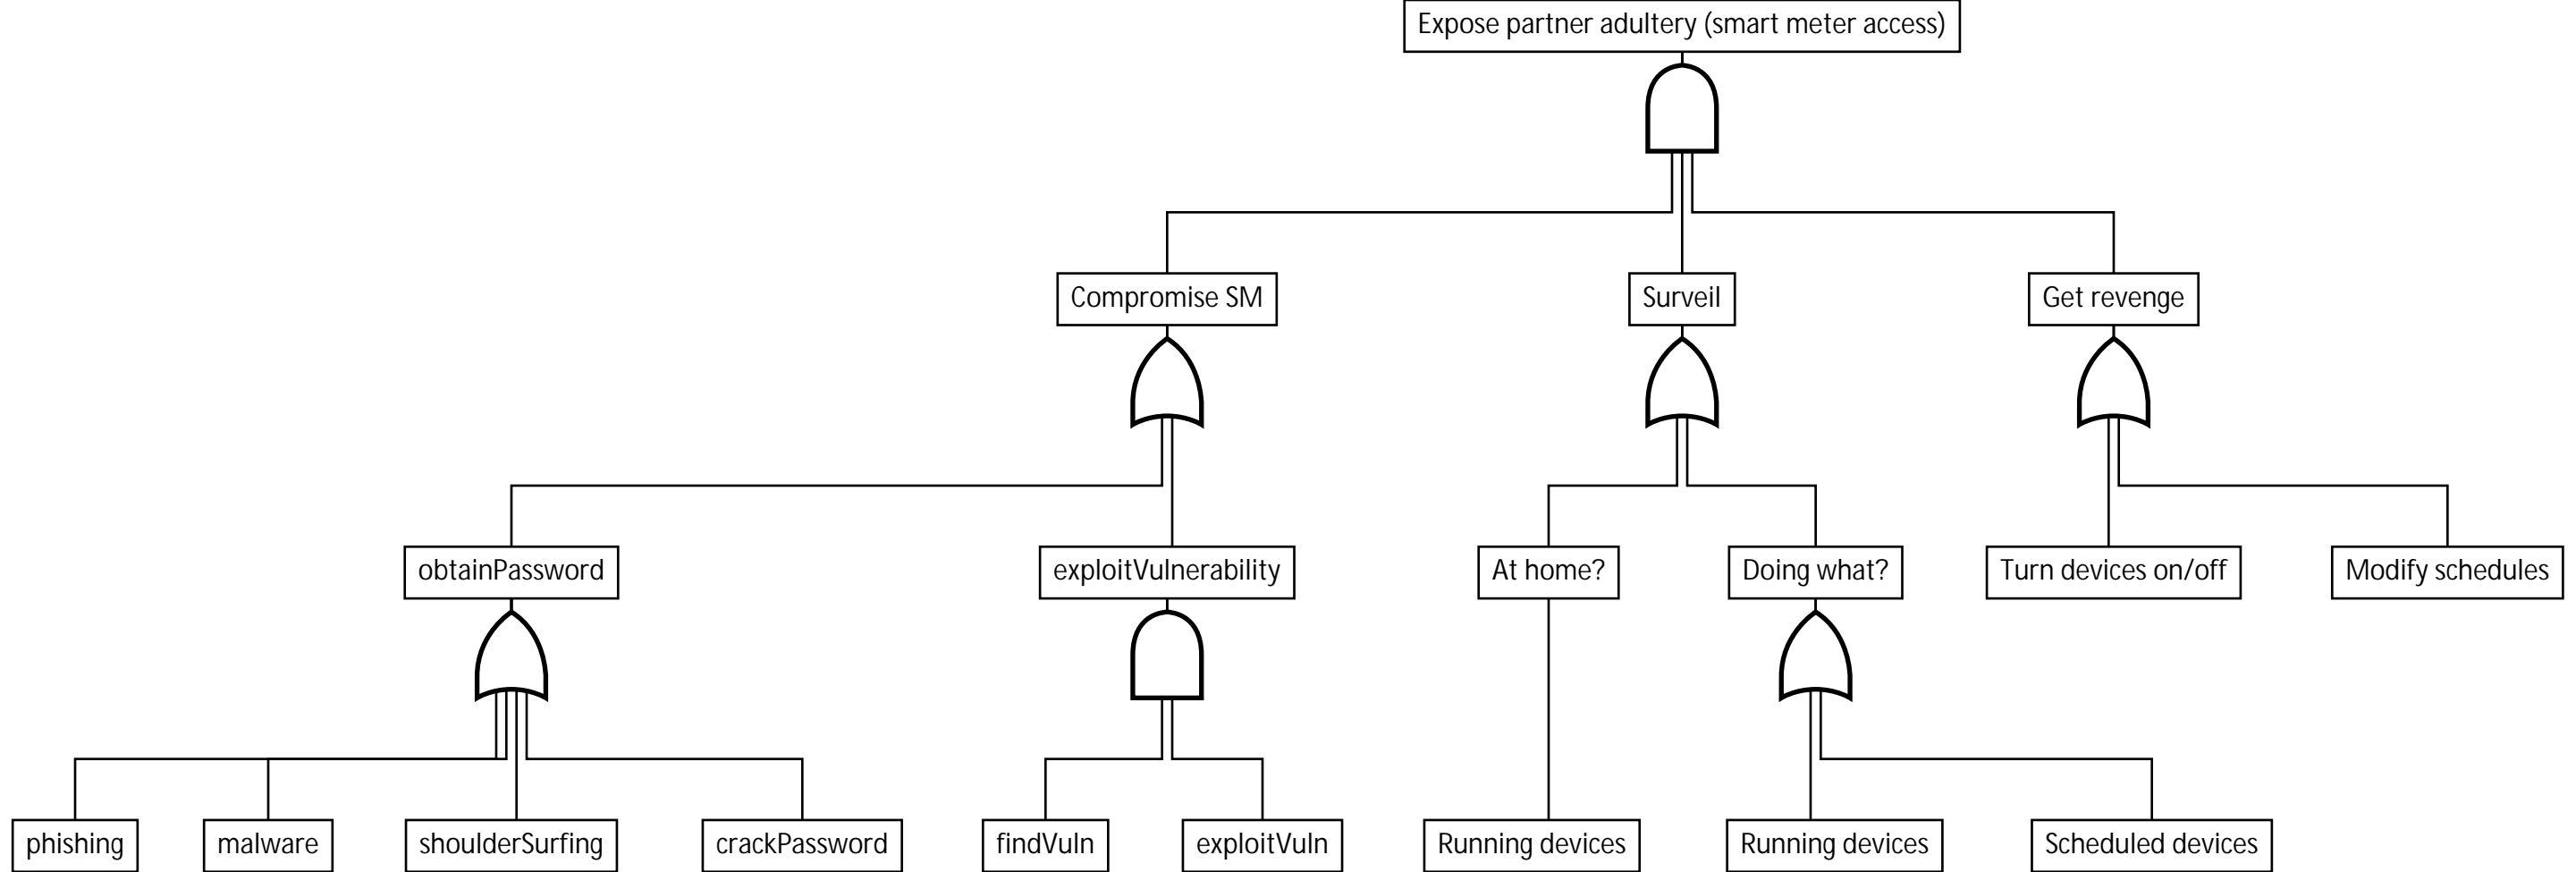 Expose partner adultery (smart meter access)
Compromise SM
Surveil
Get revenge
obtainPassword
exploitVulnerability
At home?
Doing what?
Turn devices on/off
Modify schedules
phishing
malware
shoulderSurfing
crackPassword
findVuln
exploitVuln
Running devices
Running devices
Scheduled devices